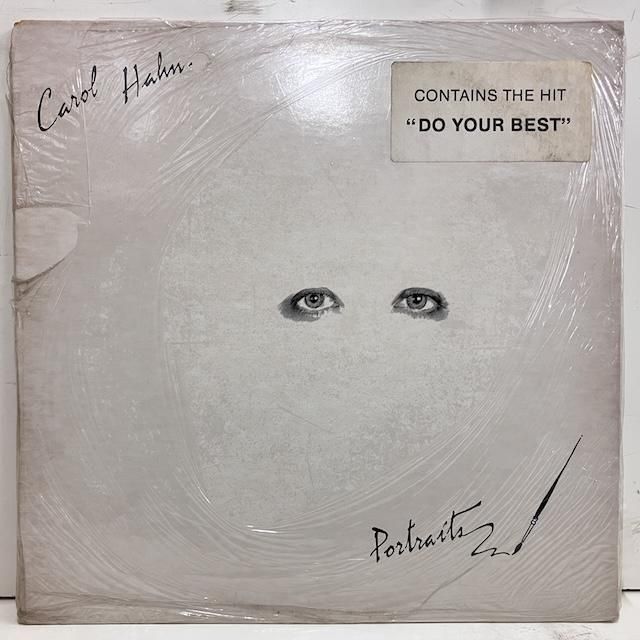 Carol Hahn.
CONTAINS THE HIT
“DO YOUR BEST”
Portraits